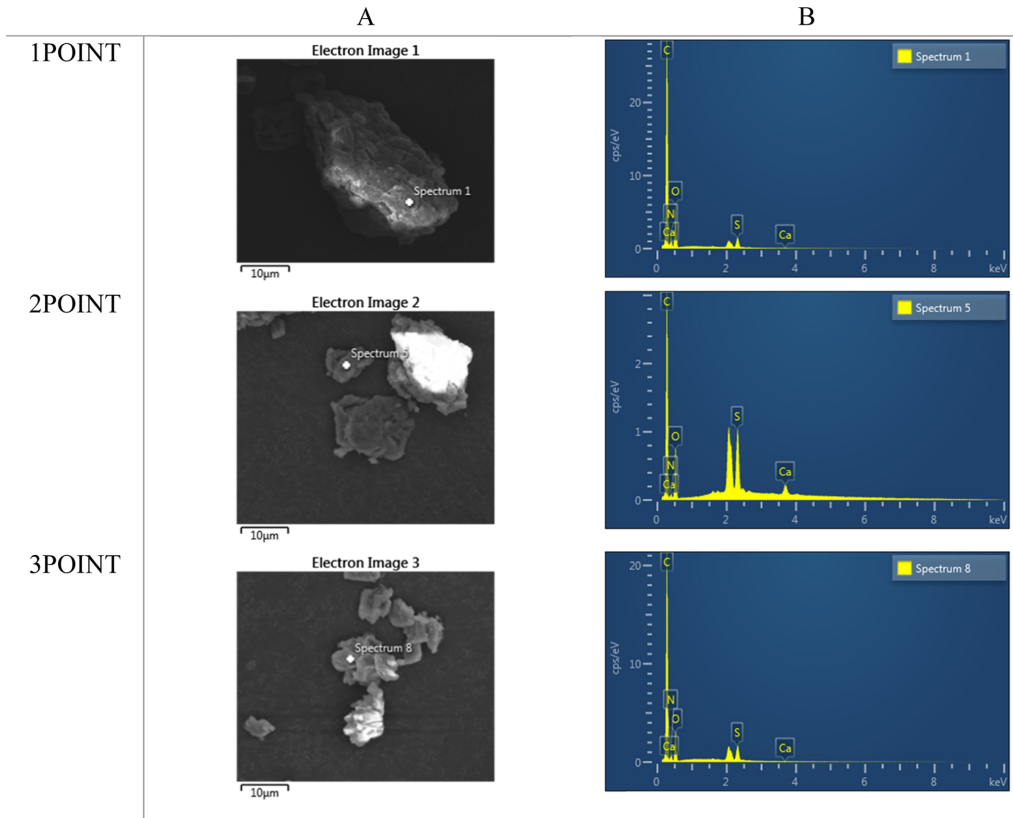 A B
1POINT
Electron Image 1
Spectrum 1
10µm
Spectrum 1
cps/eV
20
10
0
C
O
N
Ca
S
Ca
0 2 4 6 8 keV
2POINT
Electron Image 2
Spectrum 5
10µm
Spectrum 5
cps/eV
2
1
0
C
O
N
Ca
S
Ca
0 2 4 6 8 keV
3POINT
Electron Image 3
Spectrum 8
10µm
Spectrum 8
cps/eV
20
10
0
C
N
O
Ca
S
Ca
0 2 4 6 8 keV